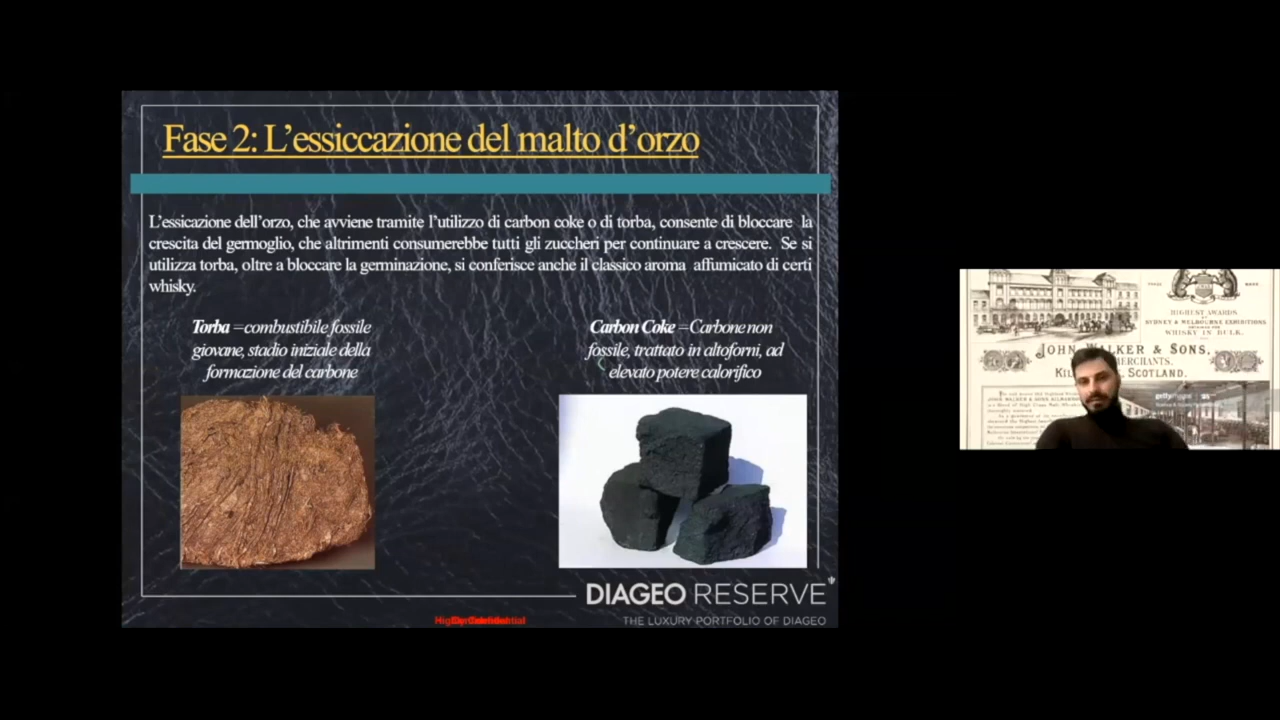 Fase 2: L'essiccazione del malto d'orzo
L'essicazione dell'orzo, che avviene tramite l'utilizzo di carbon coke o di torba, consente di bloccare la
crescita del germoglio, che altrimenti consumerebbe tutti gli zuccheri per continuare a crescere. Se si
utilizza torba, oltre a bloccare la germinazione, si conferisce anche il classico aroma affumicato di certi
whisky.
Torba = combustibile fossile
giovane, stadio iniziale della
formazione del carbone
Carbon Coke = Carbone non
fossile, trattato in altoforni, ad
elevato potere calorifico
DIAGEO RESERVE
THE LUXURY PORTFOLIO OF DIAGEO
HIGHEST AWARDS
SYDNEY & MELBOURNE EXHIBITIONS
WHISKY IN BULK.
JOHN WALKER & SONS,
MERCHANTS,
SCOTLAND.